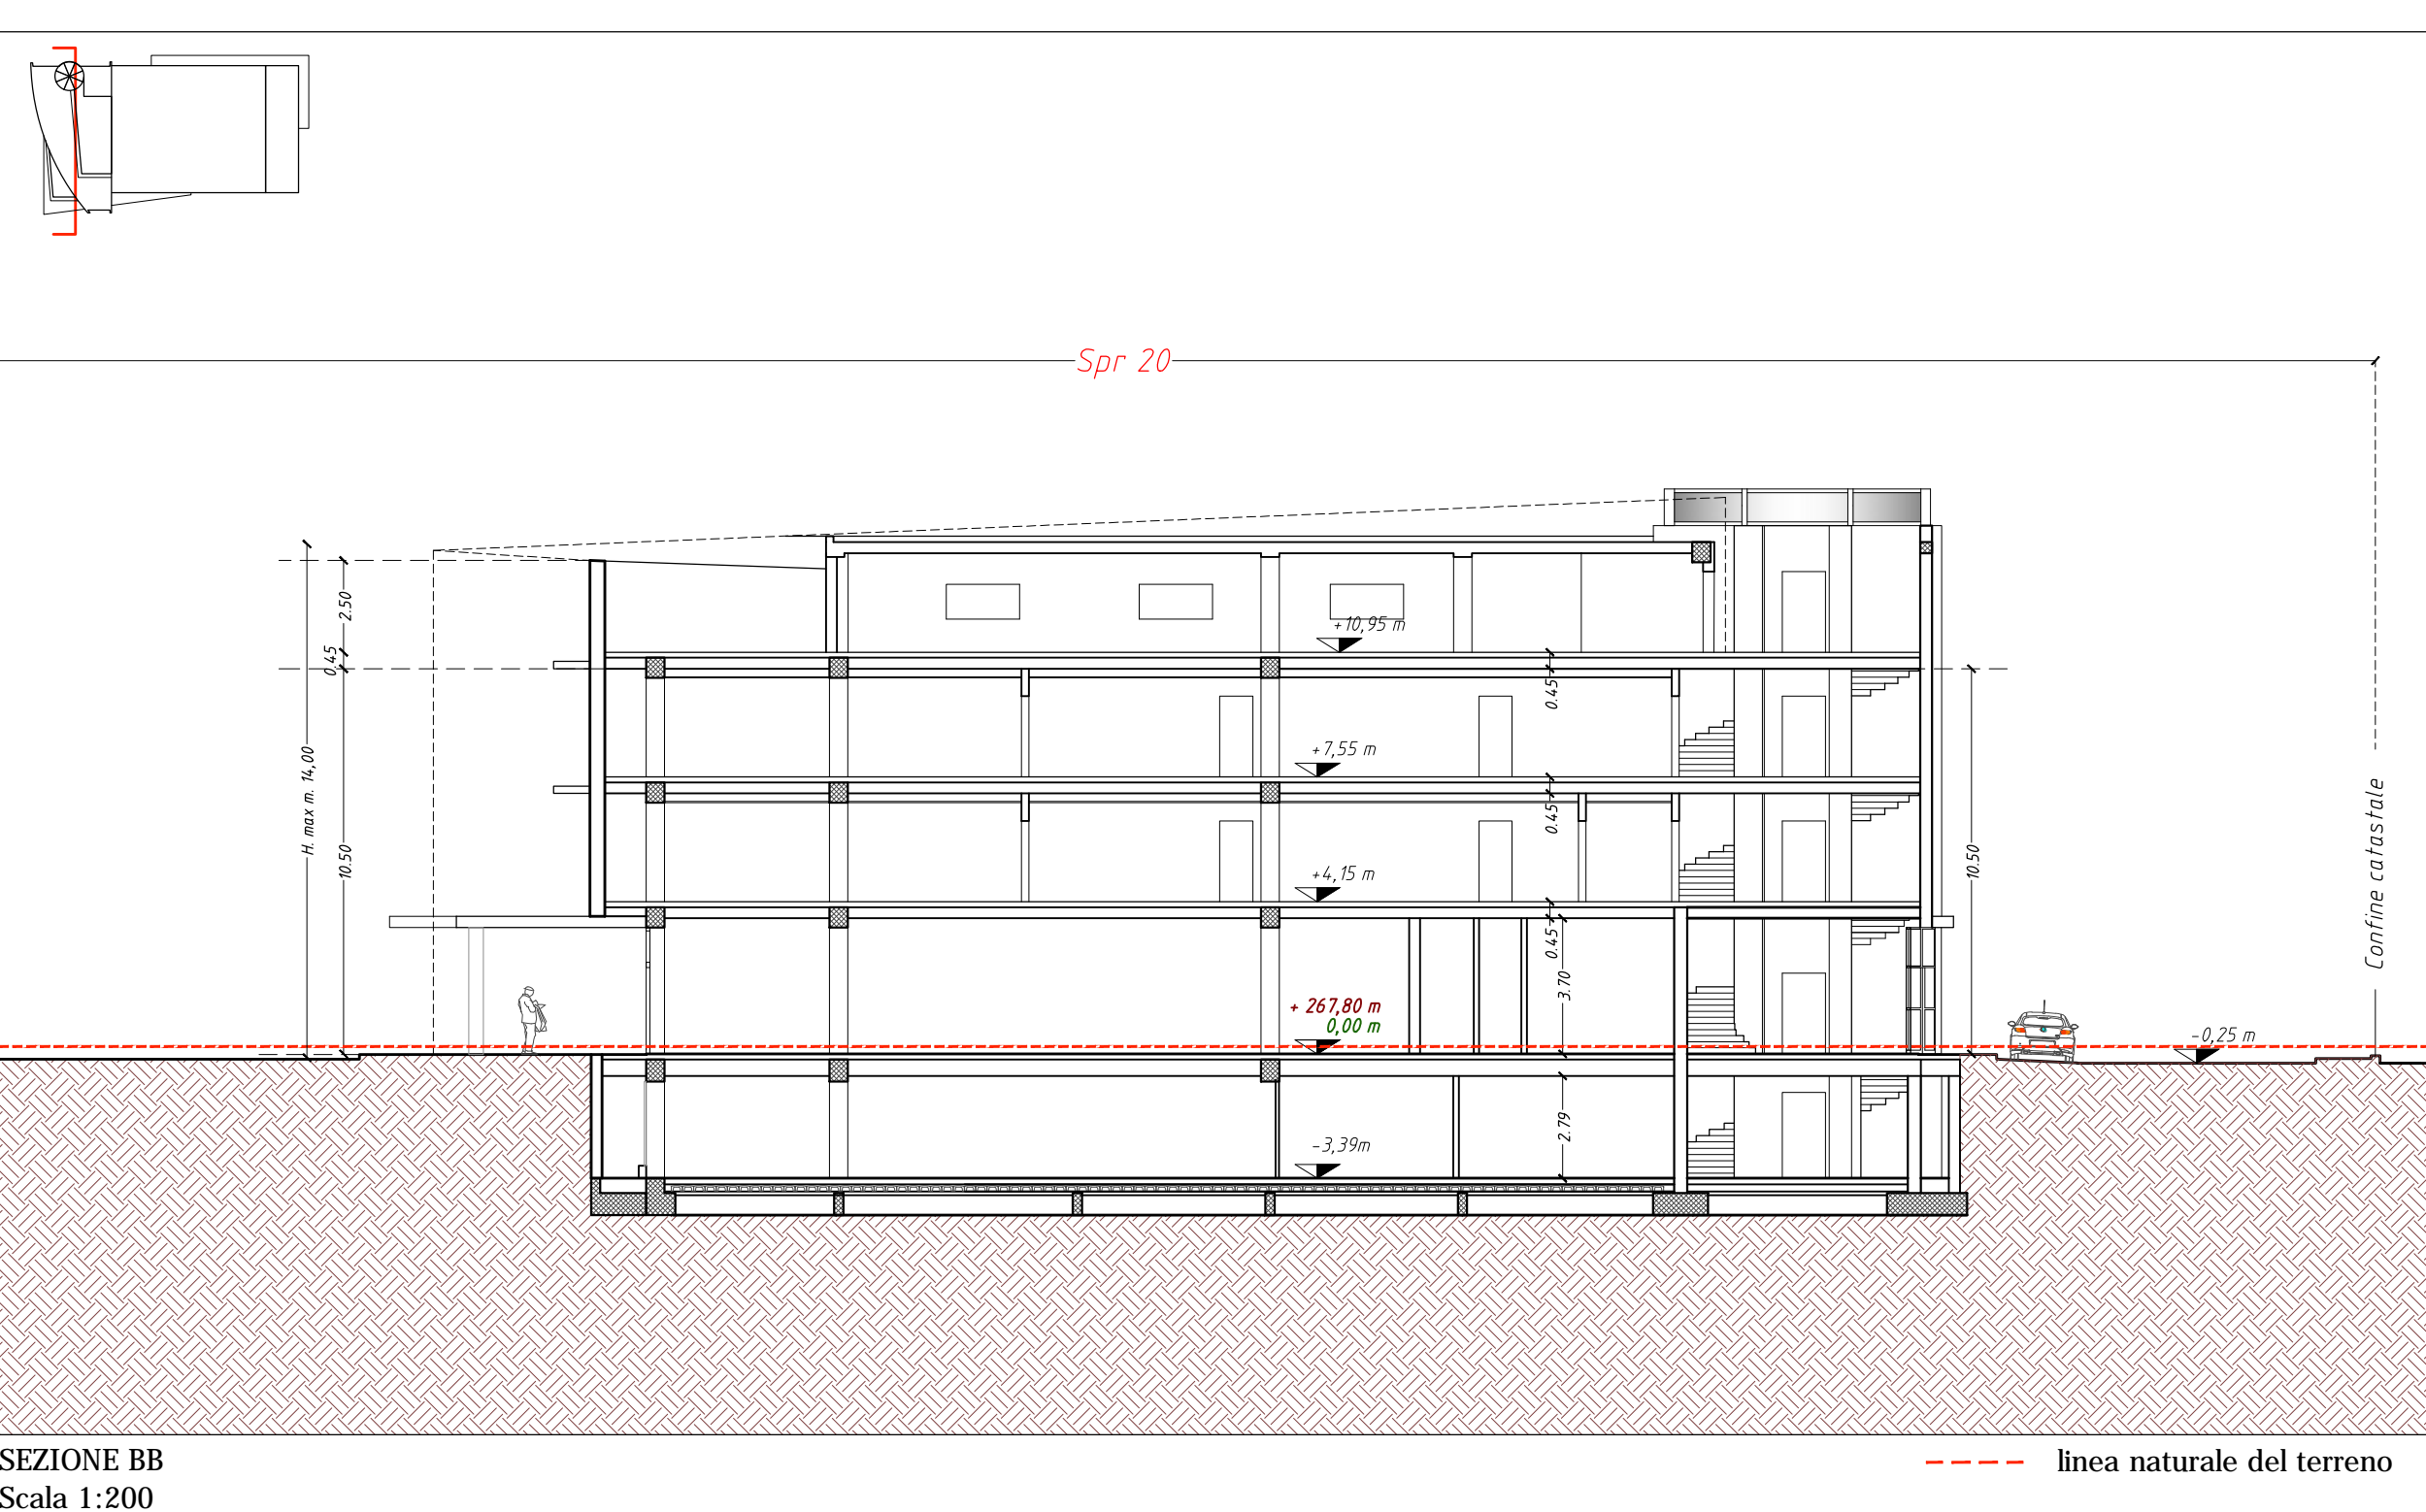 Spr 20
2.50
0.45
H. max m. 14,00
10.50
+10,95 m
0.45
+7,55 m
0.45
+4,15 m
0.45
3.70
+ 267,80 m
0,00 m
10.50
Confine catastale
-0,25 m
2.79
-3,39m
SEZIONE BB
Scala 1:200
linea naturale del terreno